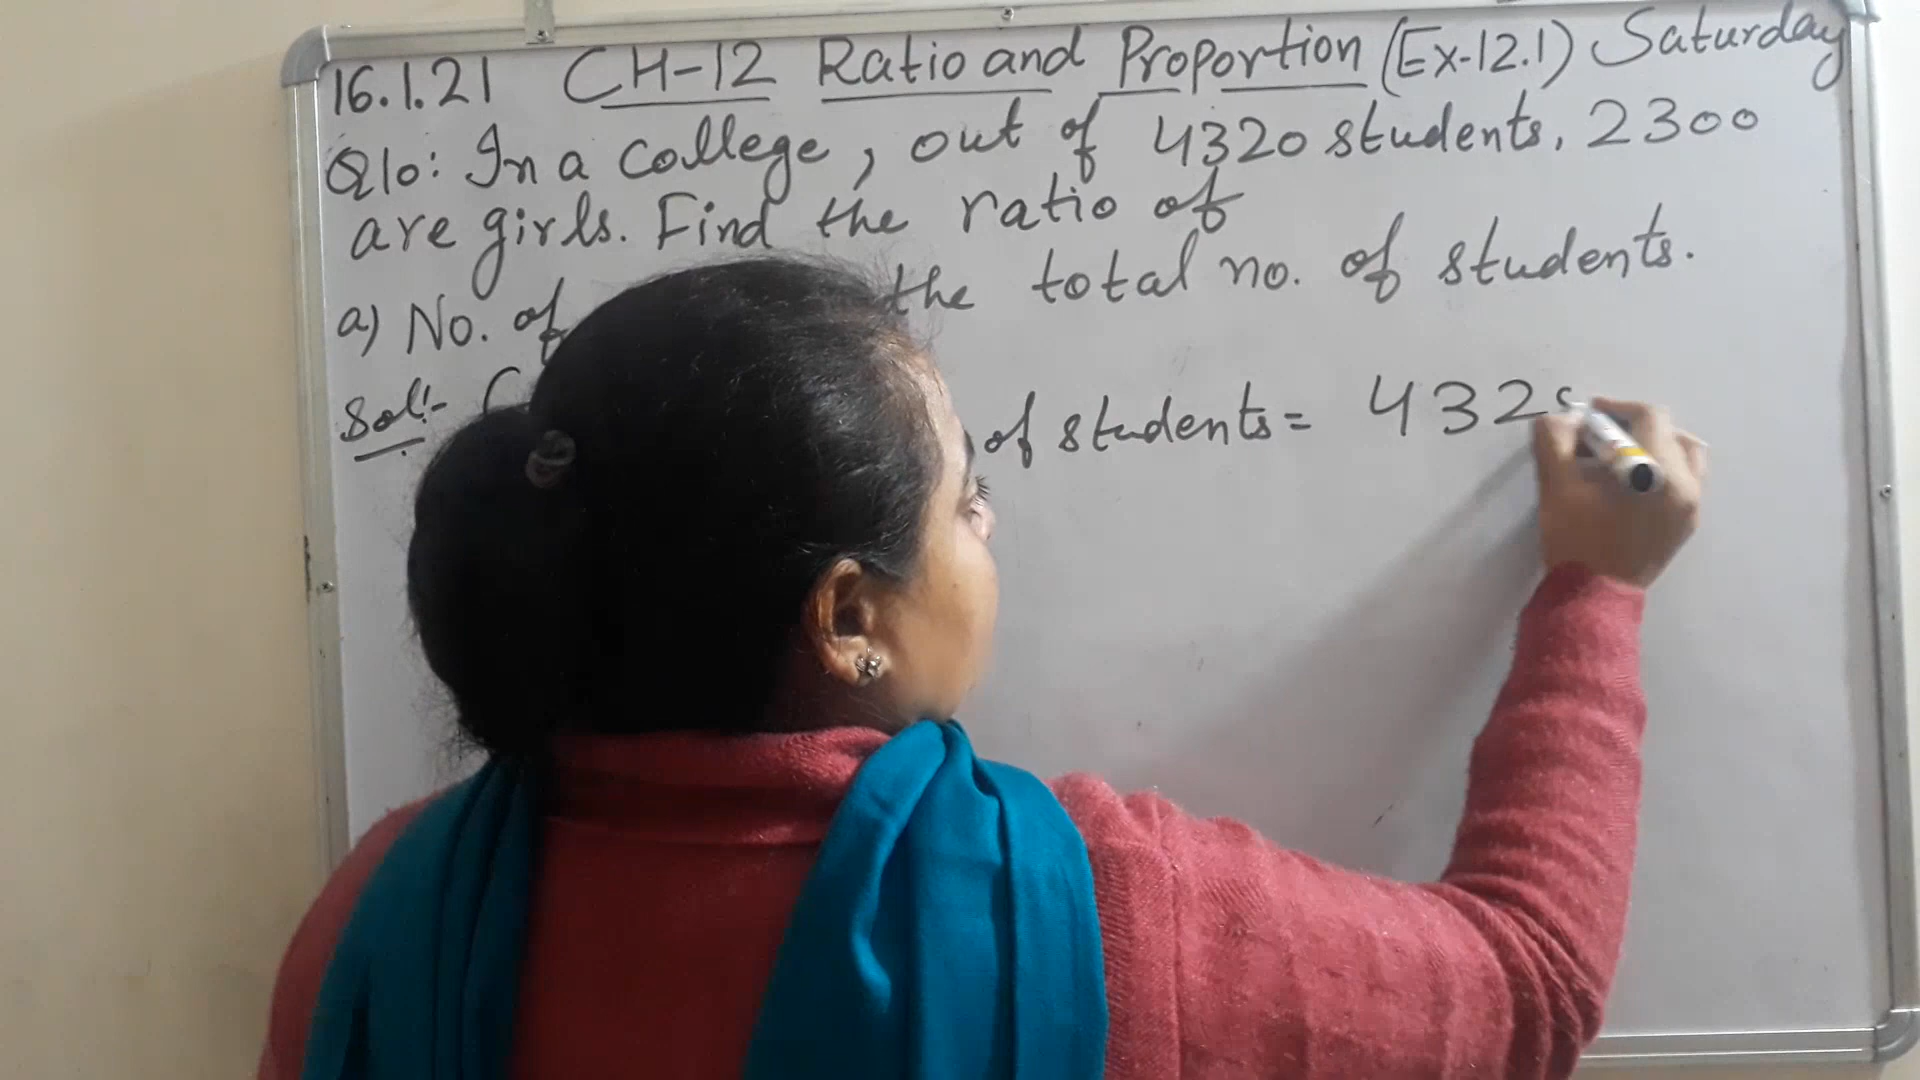 16.1.21 CH-12 Ratio and Proportion (Ex-12.1) Saturday
Q10: In a college, out of 4320 students, 2300
are girls. Find the ratio of
a) No. of the total no. of students.
Sol:- of students = 432